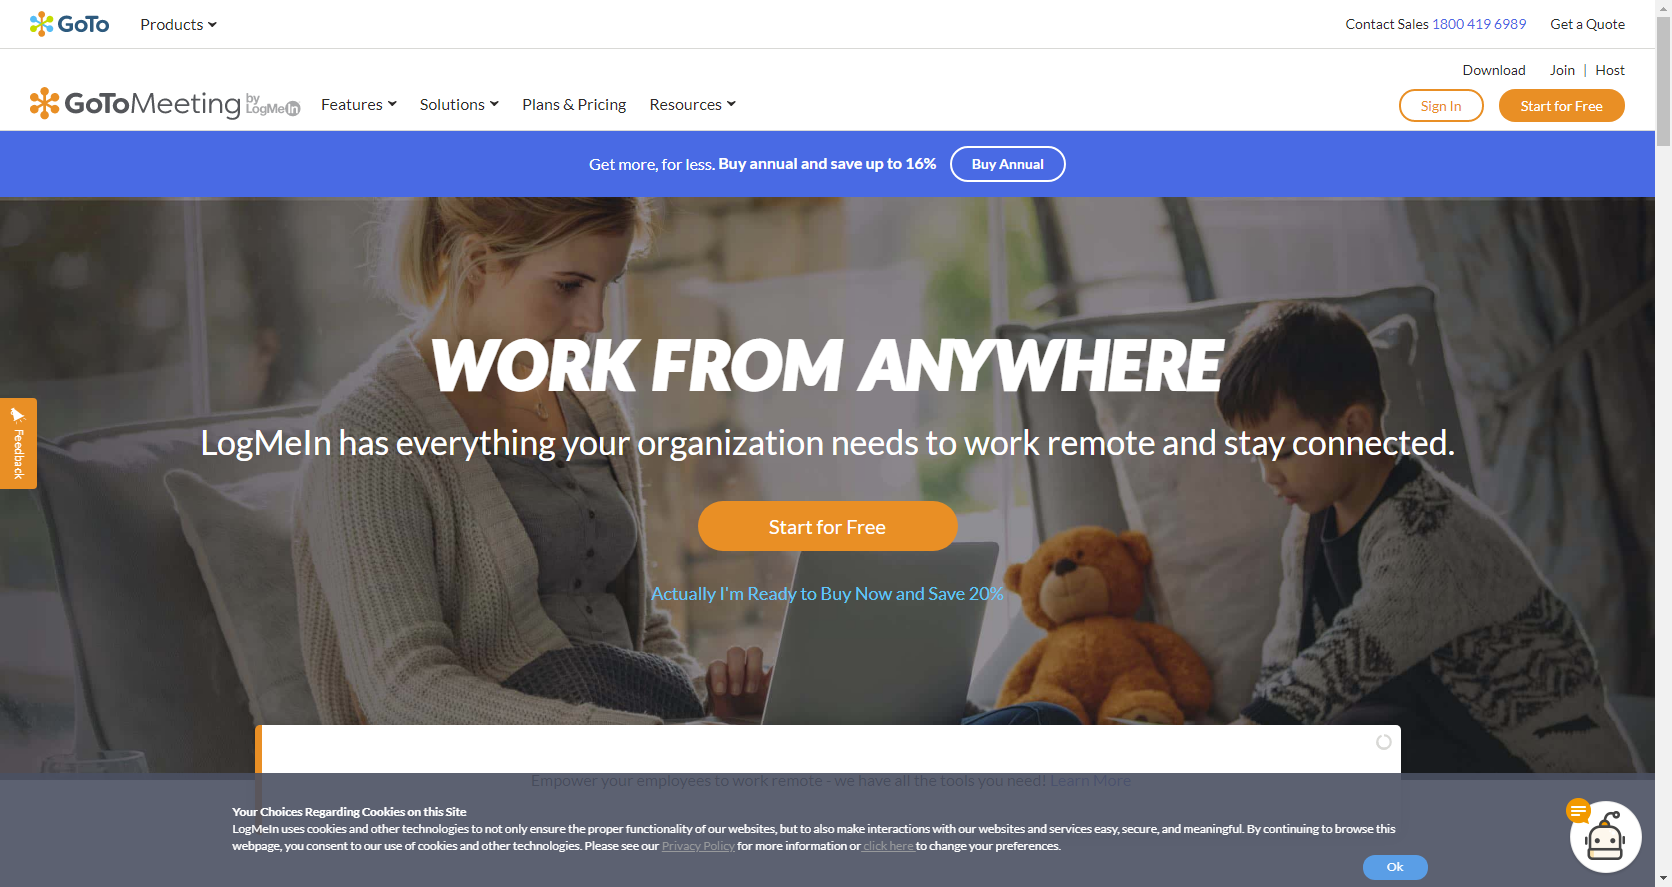 GoTo
Products
Contact Sales 1800 419 6989
Get a Quote
Download
Join | Host
GoToMeeting by LogMeIn
Features
Solutions
Plans & Pricing
Resources
Sign In
Start for Free
Get more, for less. Buy annual and save up to 16%
Buy Annual
WORK FROM ANYWHERE
LogMeIn has everything your organization needs to work remote and stay connected.
Feedback
Start for Free
Actually I'm Ready to Buy Now and Save 20%
Empower your employees to work remote - we have all the tools you need! Learn More
Your Choices Regarding Cookies on this Site
LogMeIn uses cookies and other technologies to not only ensure the proper functionality of our websites, but to also make interactions with our websites and services easy, secure, and meaningful. By continuing to browse this
webpage, you consent to our use of cookies and other technologies. Please see our Privacy Policy for more information or click here to change your preferences.
Ok